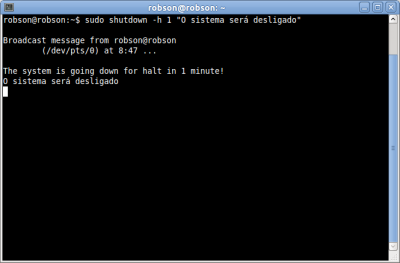 robson@robson: ~
robson@robson:~$ sudo shutdown -h 1 "O sistema será desligado"
Broadcast message from robson@robson
(/dev/pts/0) at 8:47 ...
The system is going down for halt in 1 minute!
O sistema será desligado